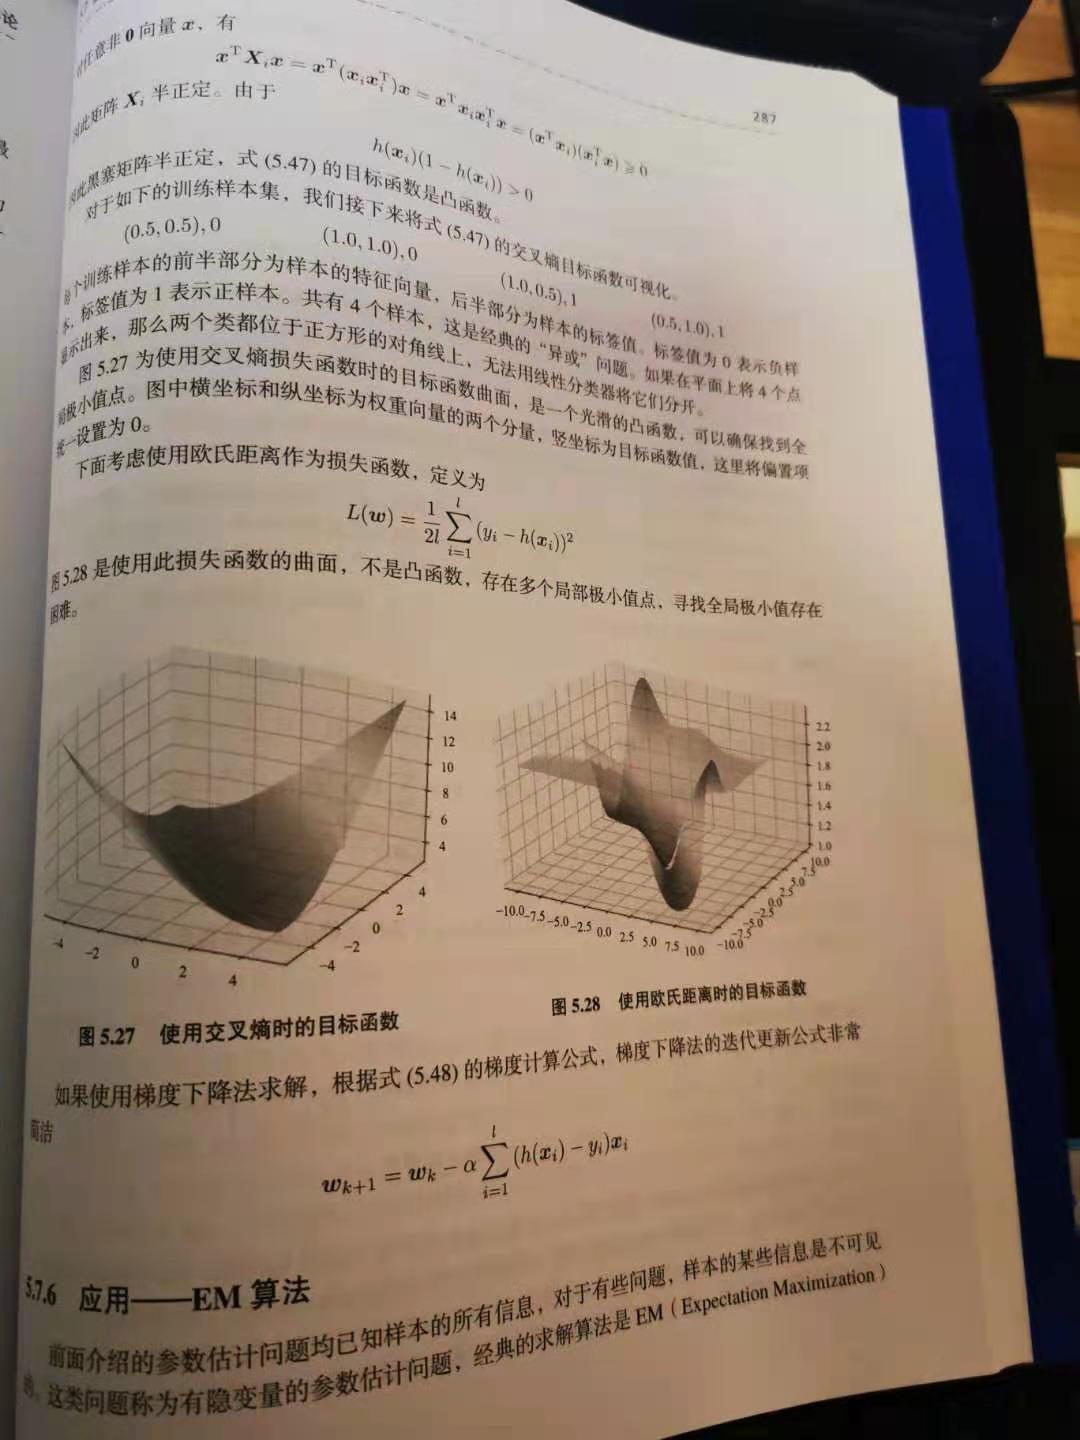 287
对任意非 0 向量 x，有
xᵀXᵢx = xᵀ(xᵢxᵢᵀ)x = xᵀxᵢxᵢᵀx = (xᵀxᵢ)(xᵢᵀx) ⩾ 0
因此矩阵 Xᵢ 半正定。由于
h(xᵢ)(1 − h(xᵢ)) > 0
因此黑塞矩阵半正定，式 (5.47) 的目标函数是凸函数。
对于如下的训练样本集，我们接下来将式 (5.47) 的交叉熵目标函数可视化。
(0.5, 0.5), 0 (1.0, 1.0), 0 (1.0, 0.5), 1 (0.5, 1.0), 1
每个训练样本的前半部分为样本的特征向量，后半部分为样本的标签值。标签值为 0 表示负样
本，标签值为 1 表示正样本。共有 4 个样本，这是经典的“异或”问题。如果在平面上将 4 个点
显示出来，那么两个类都位于正方形的对角线上，无法用线性分类器将它们分开。
图 5.27 为使用交叉熵损失函数时的目标函数曲面，是一个光滑的凸函数，可以确保找到全
局极小值点。图中横坐标和纵坐标为权重向量的两个分量，竖坐标为目标函数值，这里将偏置项
统一设置为 0。
下面考虑使用欧氏距离作为损失函数，定义为
L(w) = 1/2l ∑ᵢ₌₁ˡ (yᵢ − h(xᵢ))²
图 5.28 是使用此损失函数的曲面，不是凸函数，存在多个局部极小值点，寻找全局极小值存在
困难。
14
12
10
8
6
4
−4 −2 0 2 4
−4 −2 0 2 4
图 5.27 使用交叉熵时的目标函数
2.2
2.0
1.8
1.6
1.4
1.2
1.0
−10.0 −7.5 −5.0 −2.5 0.0 2.5 5.0 7.5 10.0
−10.0 −7.5 −5.0 −2.5 0.0 2.5 5.0 7.5 10.0
图 5.28 使用欧氏距离时的目标函数
如果使用梯度下降法求解，根据式 (5.48) 的梯度计算公式，梯度下降法的迭代更新公式非常
简洁
wₖ₊₁ = wₖ − α ∑ᵢ₌₁ˡ (h(xᵢ) − yᵢ)xᵢ
5.7.6 应用——EM 算法
前面介绍的参数估计问题均已知样本的所有信息，对于有些问题，样本的某些信息是不可见
的，这类问题称为有隐变量的参数估计问题，经典的求解算法是 EM（Expectation Maximization）